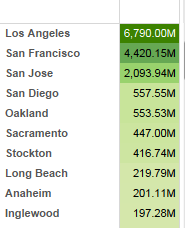 Los Angeles 6,790.00M
San Francisco 4,420.15M
San Jose 2,093.94M
San Diego 557.55M
Oakland 553.53M
Sacramento 447.00M
Stockton 416.74M
Long Beach 219.79M
Anaheim 201.11M
Inglewood 197.28M